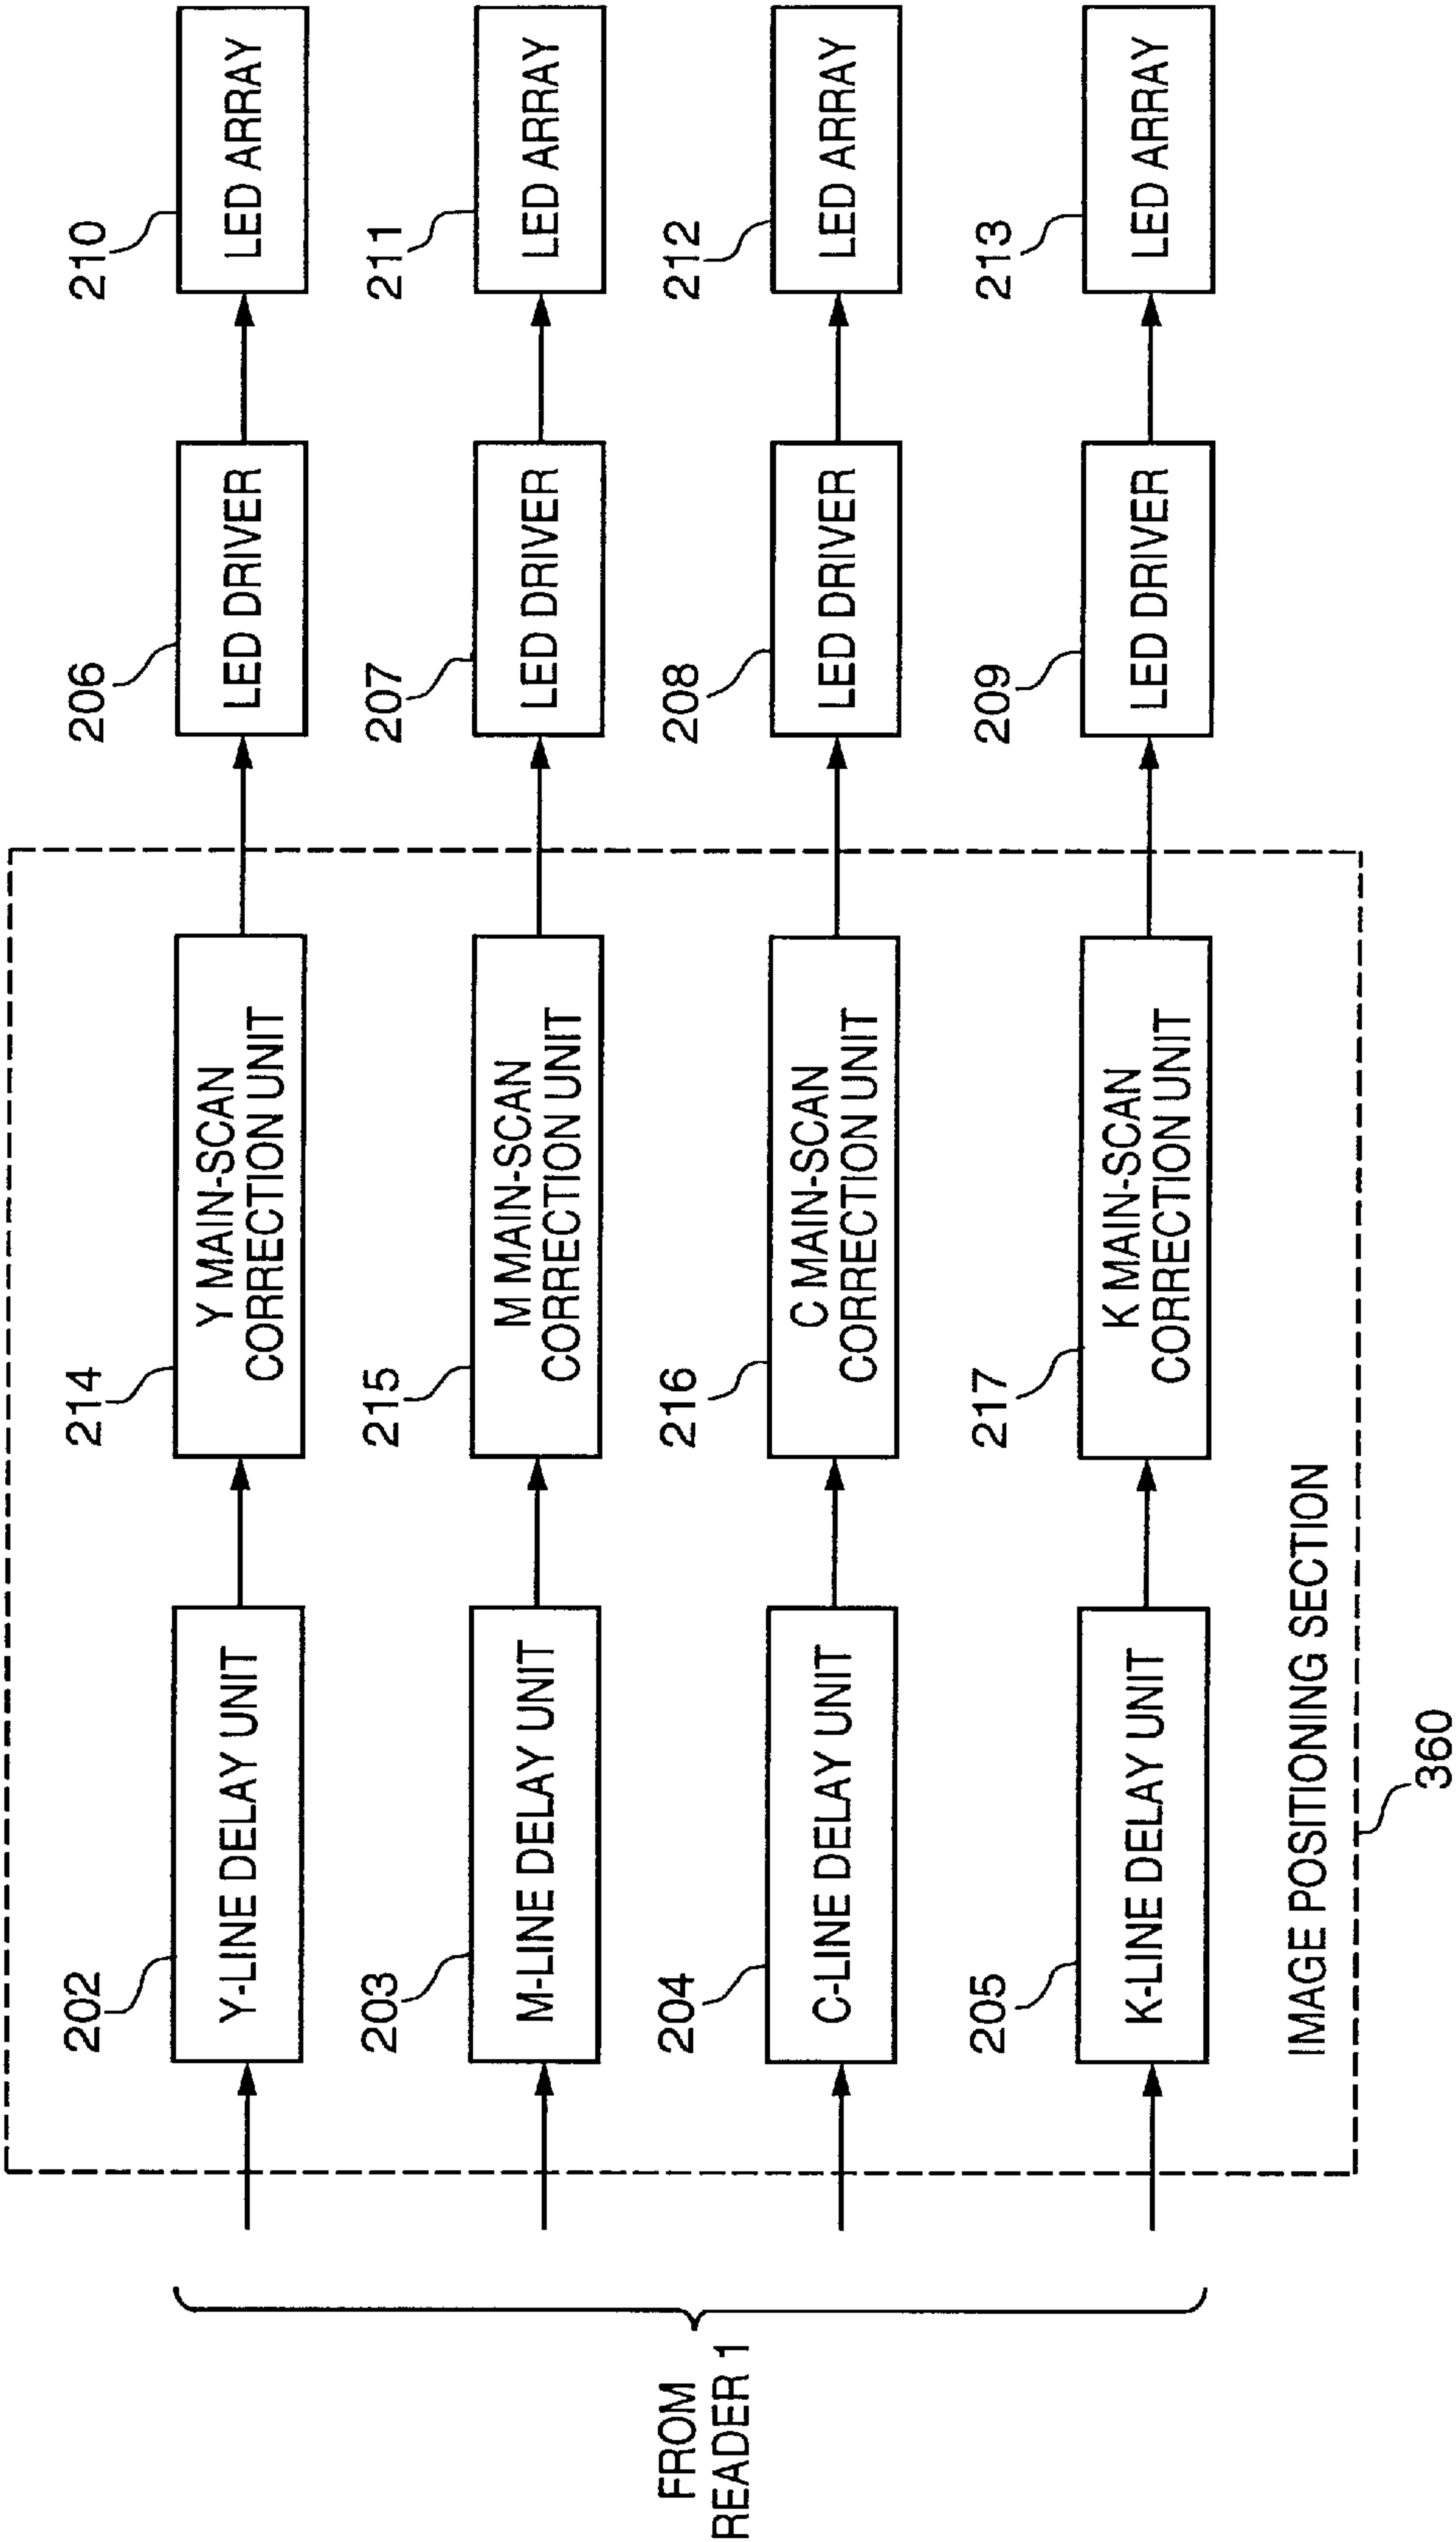 FROM
READER 1
202
Y-LINE DELAY UNIT
214
Y MAIN-SCAN
CORRECTION UNIT
206
LED DRIVER
210
LED ARRAY
203
M-LINE DELAY UNIT
215
M MAIN-SCAN
CORRECTION UNIT
207
LED DRIVER
211
LED ARRAY
204
C-LINE DELAY UNIT
216
C MAIN-SCAN
CORRECTION UNIT
208
LED DRIVER
212
LED ARRAY
205
K-LINE DELAY UNIT
217
K MAIN-SCAN
CORRECTION UNIT
209
LED DRIVER
213
LED ARRAY
IMAGE POSITIONING SECTION
360